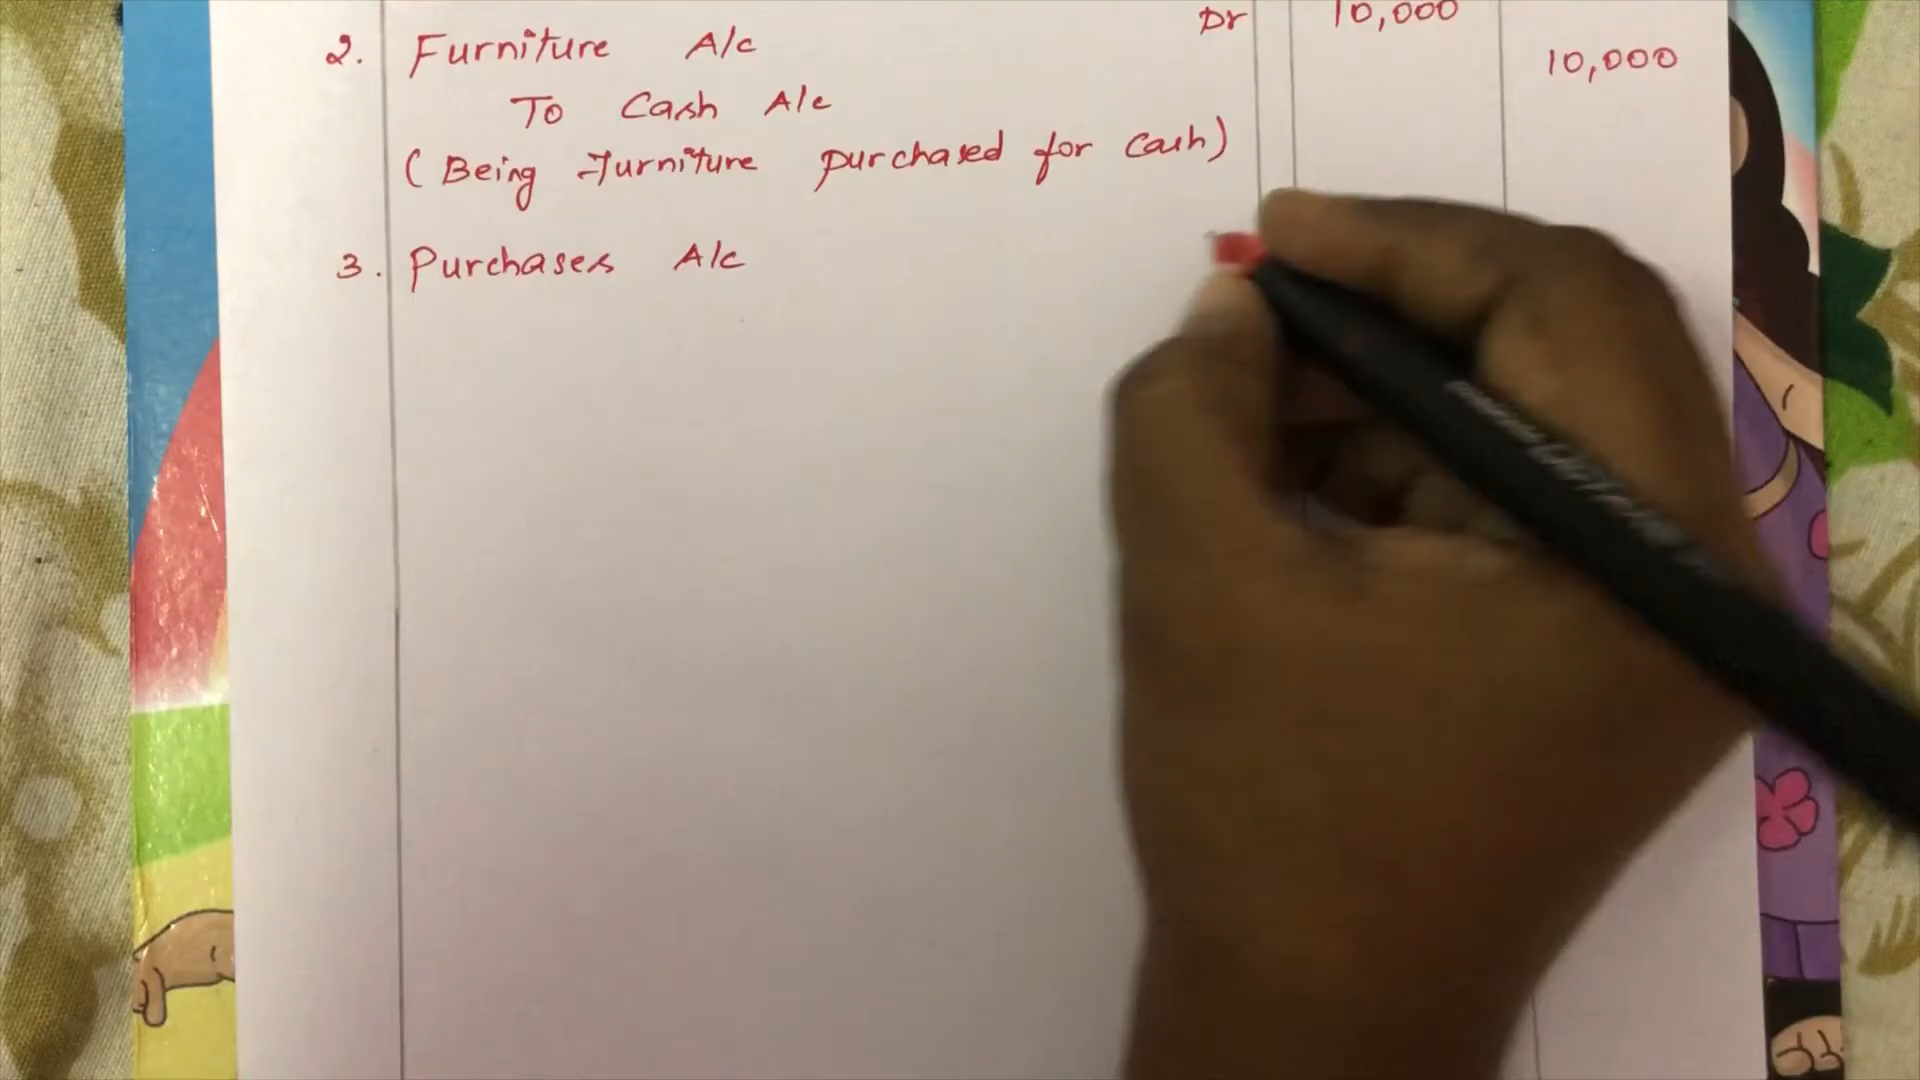 2. Furniture A/c Dr 10,000
To Cash A/c 10,000
(Being Furniture purchased for cash)
3. Purchases A/c